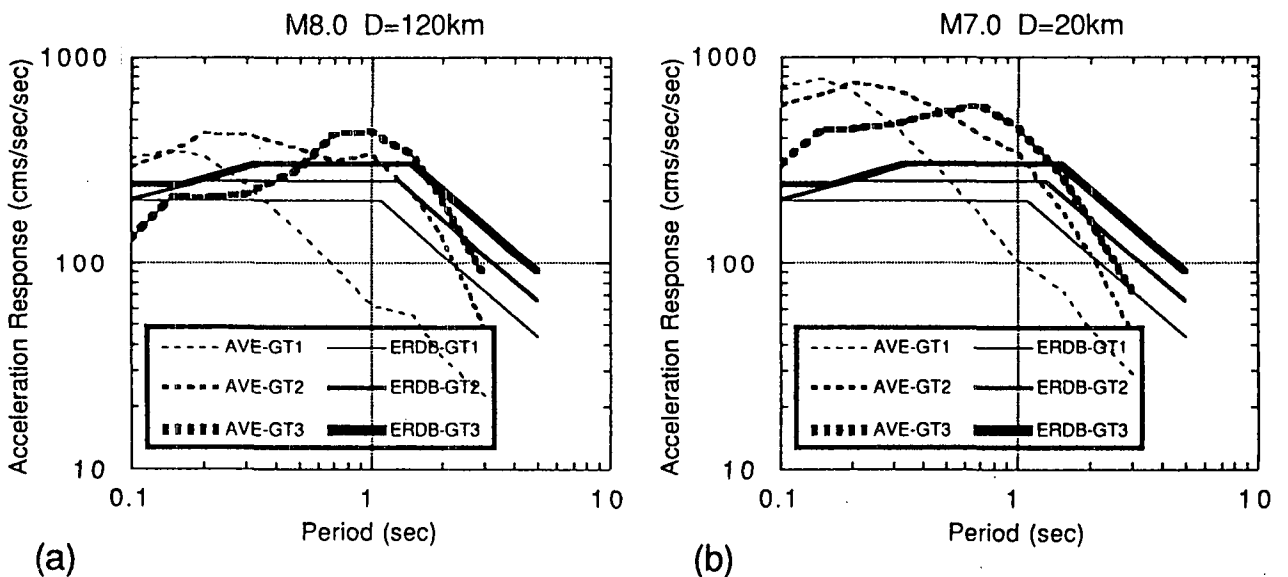 M8.0 D=120km
Acceleration Response (cms/sec/sec)
1000
100
10
0.1
1
10
Period (sec)
AVE-GT1
ERDB-GT1
AVE-GT2
ERDB-GT2
AVE-GT3
ERDB-GT3
(a)
M7.0 D=20km
Acceleration Response (cms/sec/sec)
1000
100
10
0.1
1
10
Period (sec)
AVE-GT1
ERDB-GT1
AVE-GT2
ERDB-GT2
AVE-GT3
ERDB-GT3
(b)